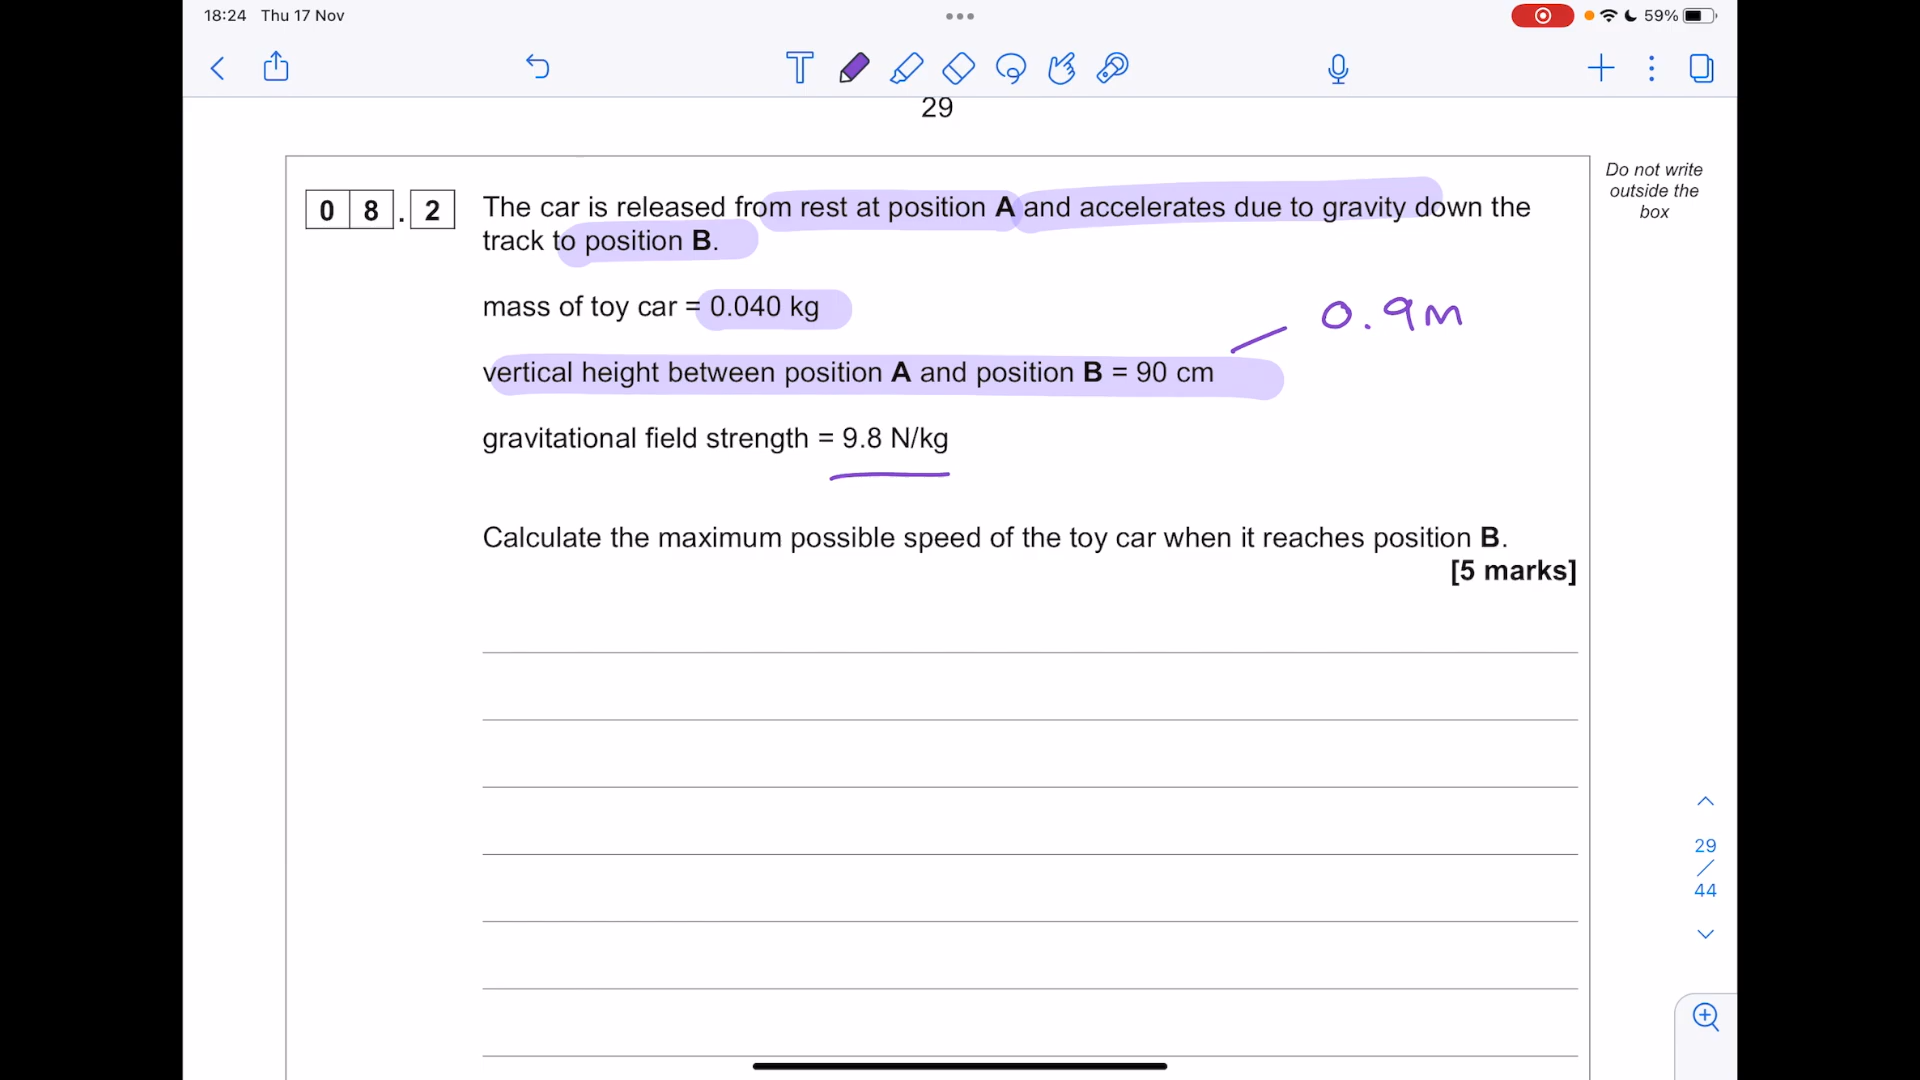 18:24 Thu 17 Nov
59%
29
Do not write
outside the
box
0 8 . 2
The car is released from rest at position A and accelerates due to gravity down the
track to position B.
mass of toy car = 0.040 kg
0.9m
vertical height between position A and position B = 90 cm
gravitational field strength = 9.8 N/kg
Calculate the maximum possible speed of the toy car when it reaches position B.
[5 marks]
29
44